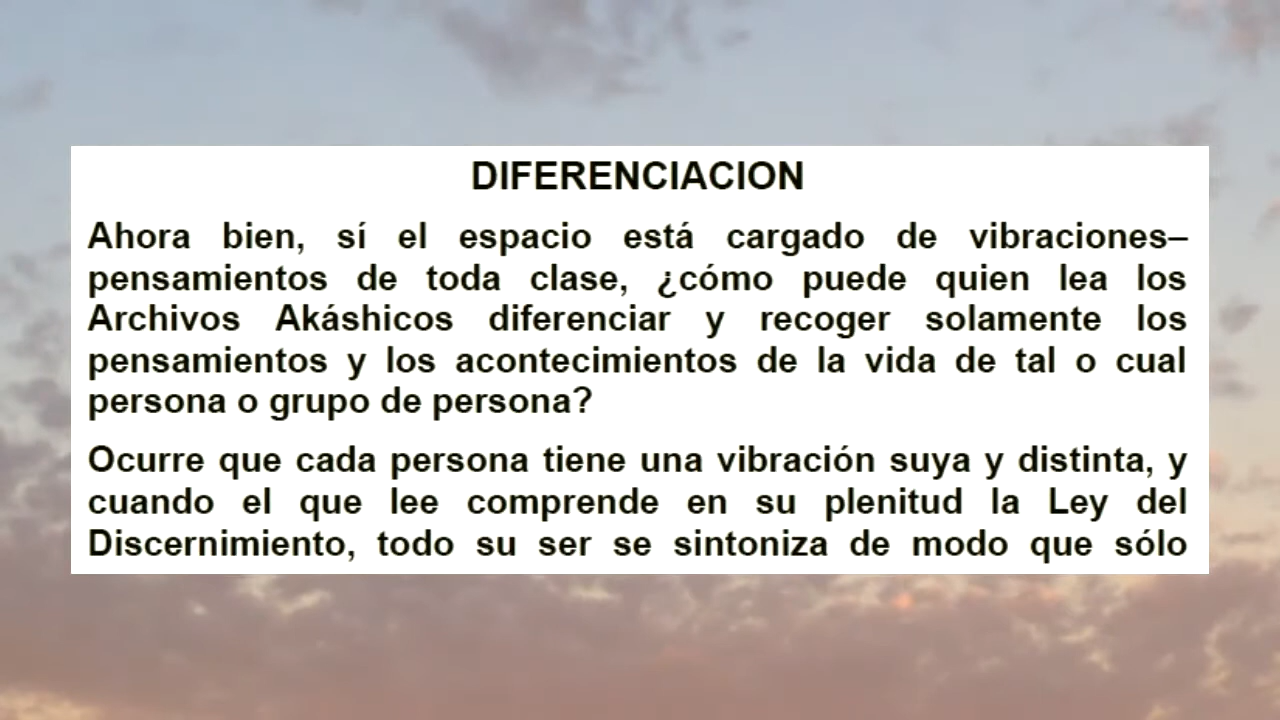 DIFERENCIACION
Ahora bien, sí el espacio está cargado de vibraciones–
pensamientos de toda clase, ¿cómo puede quien lea los
Archivos Akáshicos diferenciar y recoger solamente los
pensamientos y los acontecimientos de la vida de tal o cual
persona o grupo de persona?
Ocurre que cada persona tiene una vibración suya y distinta, y
cuando el que lee comprende en su plenitud la Ley del
Discernimiento, todo su ser se sintoniza de modo que sólo